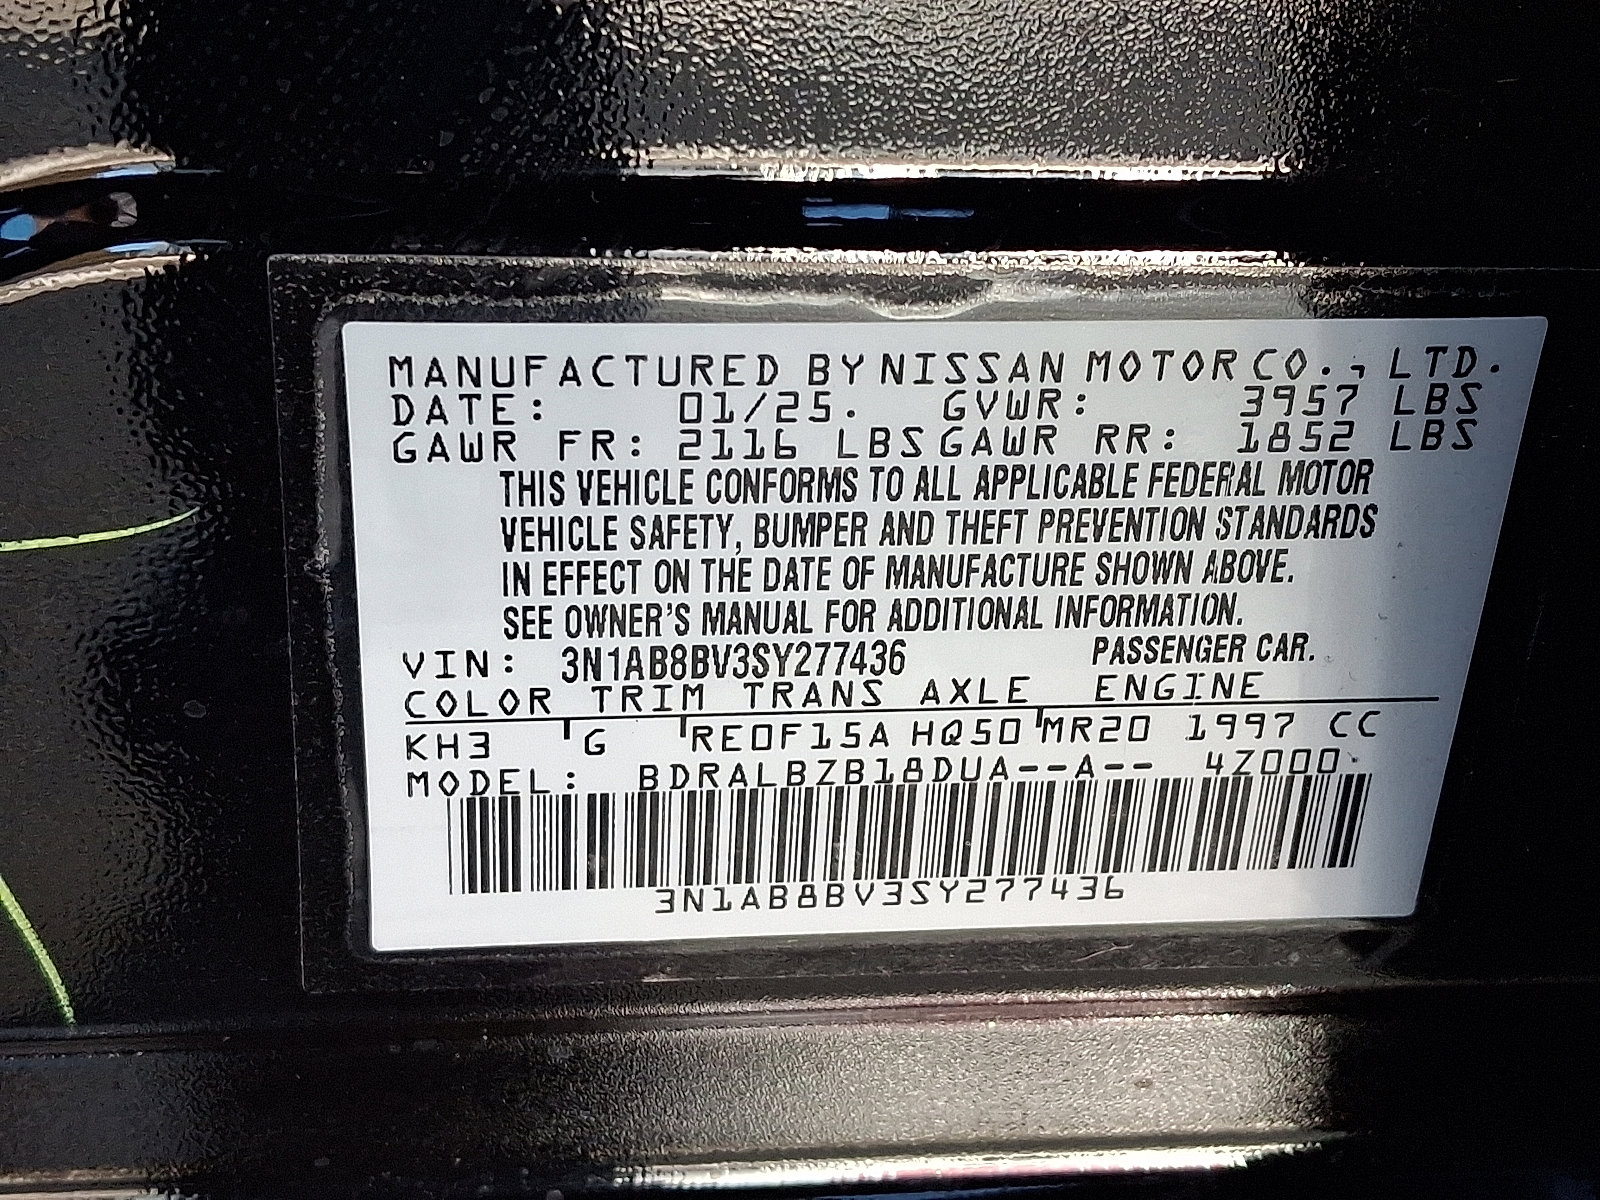 MANUFACTURED BY NISSAN MOTOR CO., LTD.
DATE: 01/25. GVWR: 3957 LBS
GAWR FR: 2116 LBS GAWR RR: 1852 LBS
THIS VEHICLE CONFORMS TO ALL APPLICABLE FEDERAL MOTOR
VEHICLE SAFETY, BUMPER AND THEFT PREVENTION STANDARDS
IN EFFECT ON THE DATE OF MANUFACTURE SHOWN ABOVE.
SEE OWNER'S MANUAL FOR ADDITIONAL INFORMATION.
VIN: 3N1AB8BV3SY277436 PASSENGER CAR.
COLOR TRIM TRANS AXLE ENGINE
KH3 G RE0F15A HQ50 MR20 1997 CC
MODEL: BDRALBZB18DUA--A-- 4Z000
3N1AB8BV3SY277436